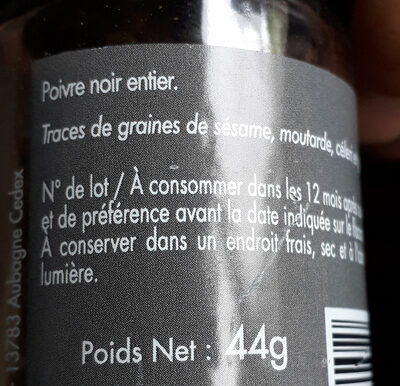 Poivre noir entier.
Traces de graines de sésame, moutarde, céleri
N° de lot / À consommer dans les 12 mois après
et de préférence avant la date indiquée sur le
À conserver dans un endroit frais, sec et à
lumière.
Poids Net : 44g
13783 Aubagne Cedex